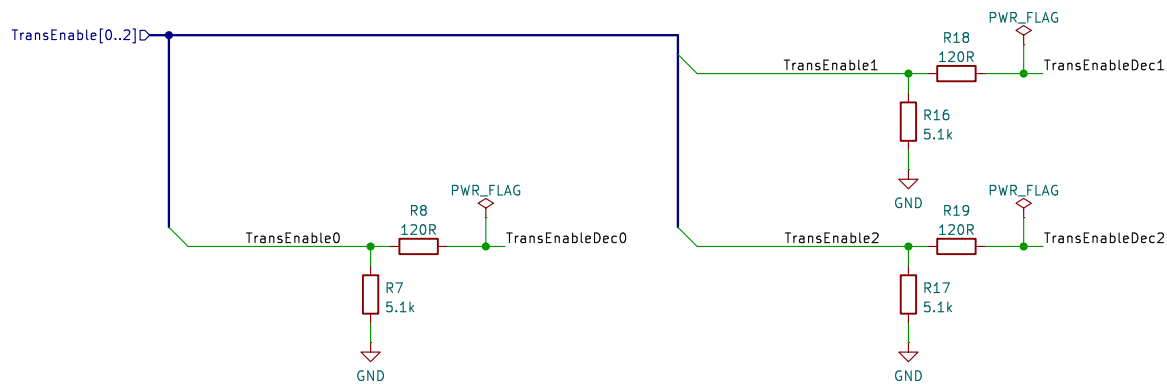 TransEnable[0..2]
PWR_FLAG
R18
120R
TransEnable1
TransEnableDec1
R16
5.1k
GND
PWR_FLAG
R8
120R
TransEnable0
TransEnableDec0
R7
5.1k
GND
PWR_FLAG
R19
120R
TransEnable2
TransEnableDec2
R17
5.1k
GND